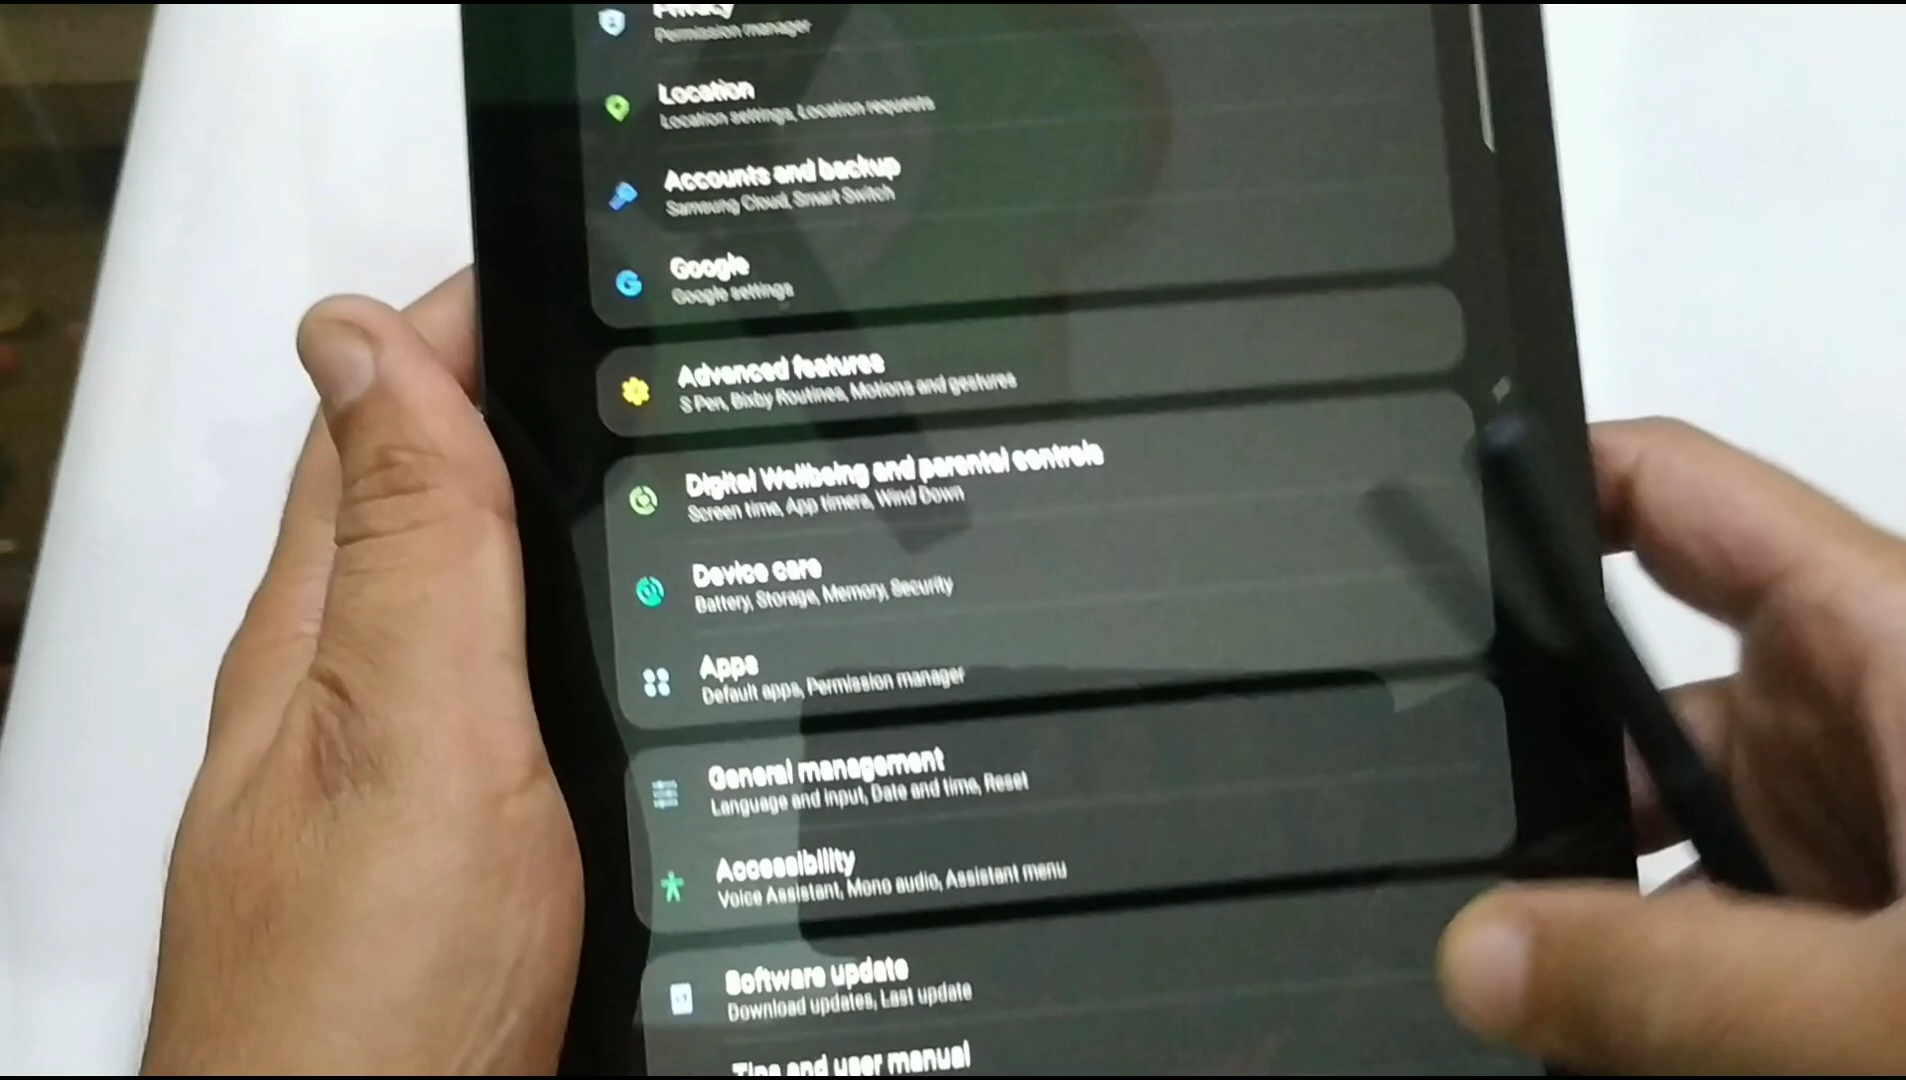 Privacy
Permission manager
Location
Location settings, Location requests
Accounts and backup
Samsung Cloud, Smart Switch
Google
Google settings
Advanced features
S Pen, Bixby Routines, Motions and gestures
Digital Wellbeing and parental controls
Screen time, App timers, Wind Down
Device care
Battery, Storage, Memory, Security
Apps
Default apps, Permission manager
General management
Language and input, Date and time, Reset
Accessibility
Voice Assistant, Mono audio, Assistant menu
Software update
Download updates, Last update
Tips and user manual